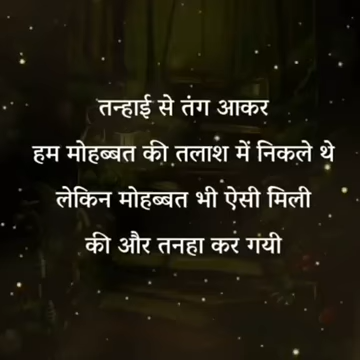 तन्हाई से तंग आकर
हम मोहब्बत की तलाश में निकले थे
लेकिन मोहब्बत भी ऐसी मिली
की और तनहा कर गयी